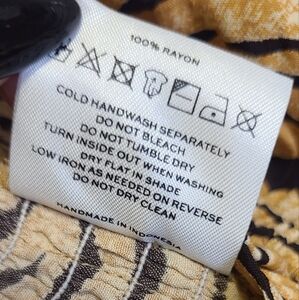 100% RAYON
COLD HANDWASH SEPARATELY
DO NOT BLEACH
DO NOT TUMBLE DRY
TURN INSIDE OUT WHEN WASHING
DRY FLAT IN SHADE
LOW IRON AS NEEDED ON REVERSE
DO NOT DRY CLEAN
HANDMADE IN INDONESIA